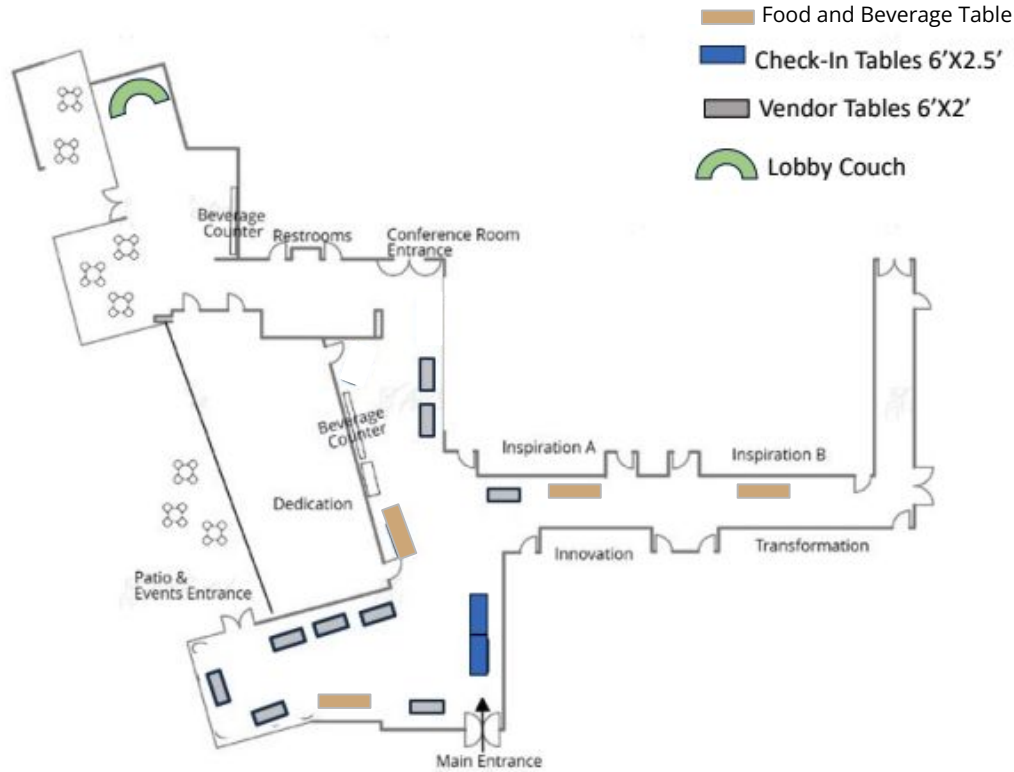 Food and Beverage Table
Check-In Tables 6’X2.5’
Vendor Tables 6’X2’
Lobby Couch
Beverage
Counter
Restrooms
Conference Room
Entrance
Beverage
Counter
Inspiration A
Inspiration B
Dedication
Innovation
Transformation
Patio &
Events Entrance
Main Entrance